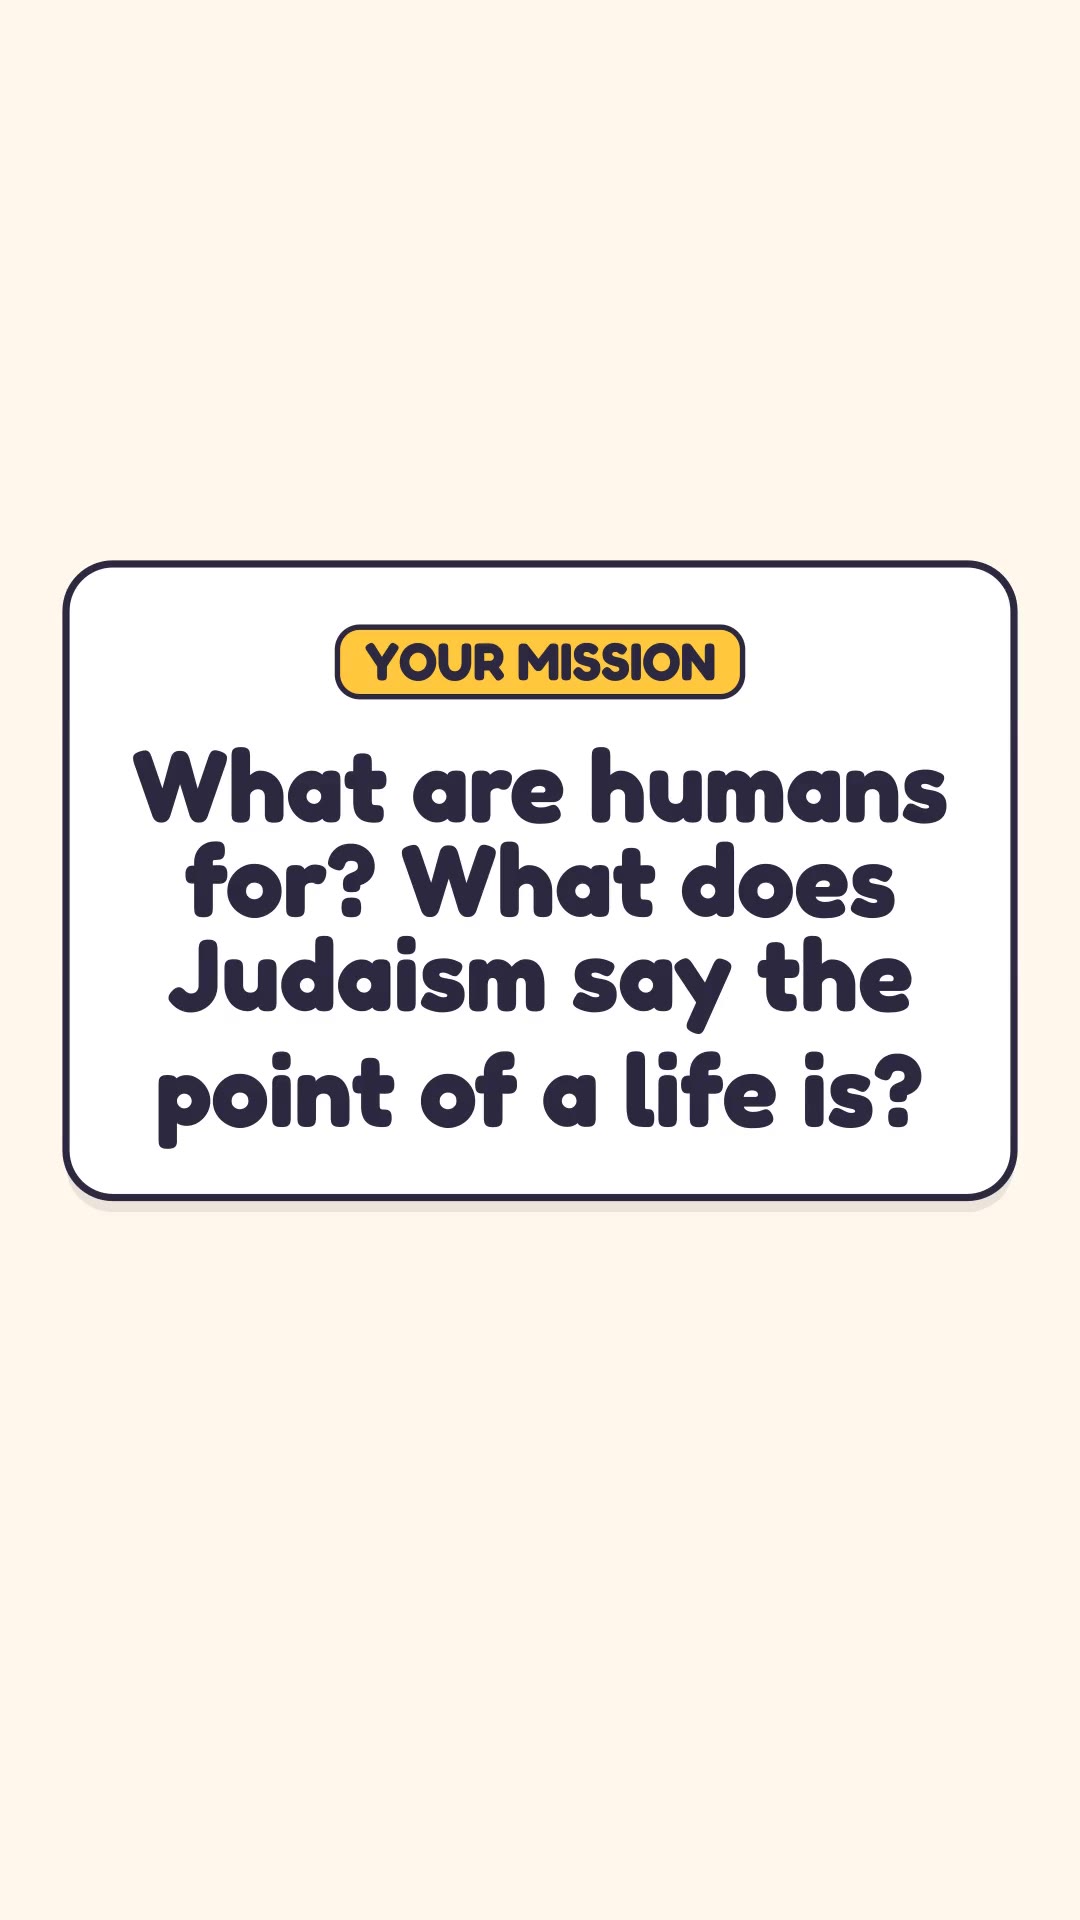 YOUR MISSION
What are humans
for? What does
Judaism say the
point of a life is?